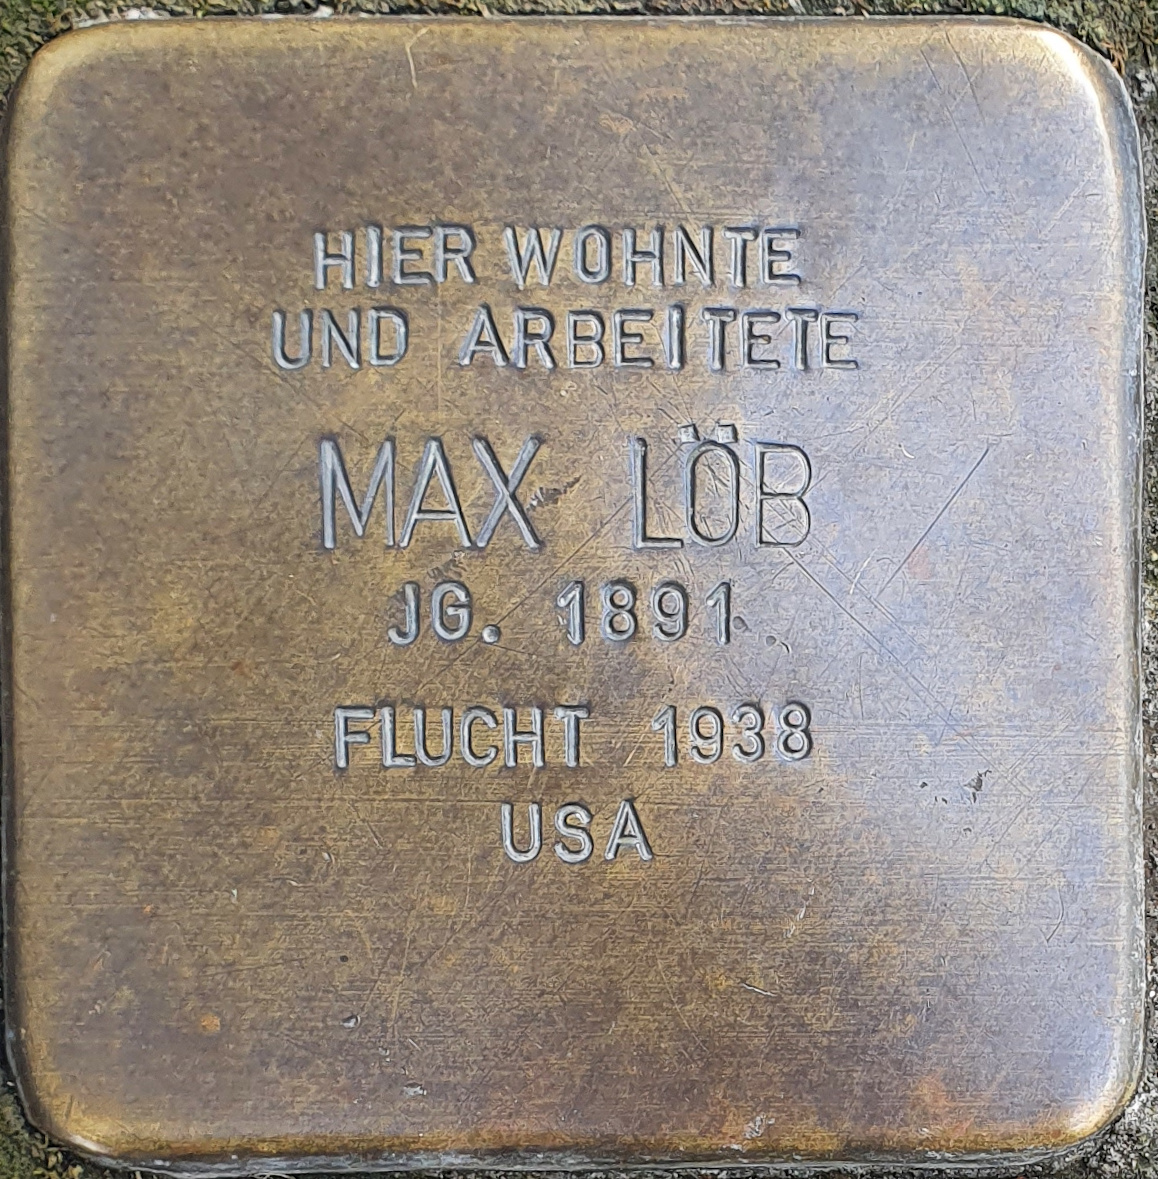 HIER WOHNTE
UND ARBEITETE
MAX LÖB
JG. 1891
FLUCHT 1938
USA